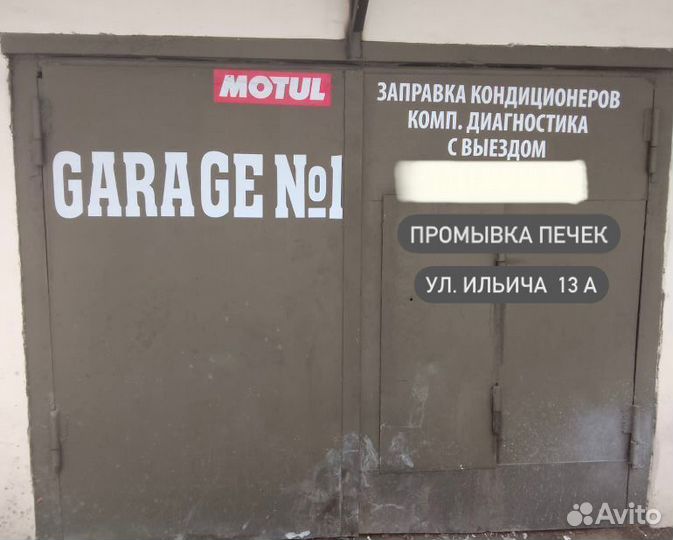 MOTUL
GARAGE №1
ЗАПРАВКА КОНДИЦИОНЕРОВ
КОМП. ДИАГНОСТИКА
С ВЫЕЗДОМ
ПРОМЫВКА ПЕЧЕК
УЛ. ИЛЬИЧА 13 А
Avito